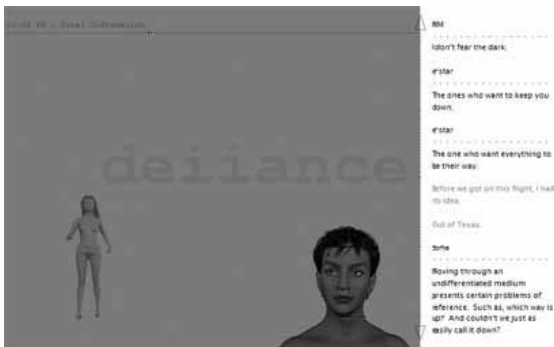 Information
deiiance
I don't fear the dark.
e*star
The ones who want to keep you
down.
e*star
The one who want everything to
be their way.
Before we got on this flight, I had
no idea.
Out of Texas.
Moving through an
undifferentiated medium
presents certain problems of
reference. Such as, which way is
up? And couldn't we just as
easily call it down?